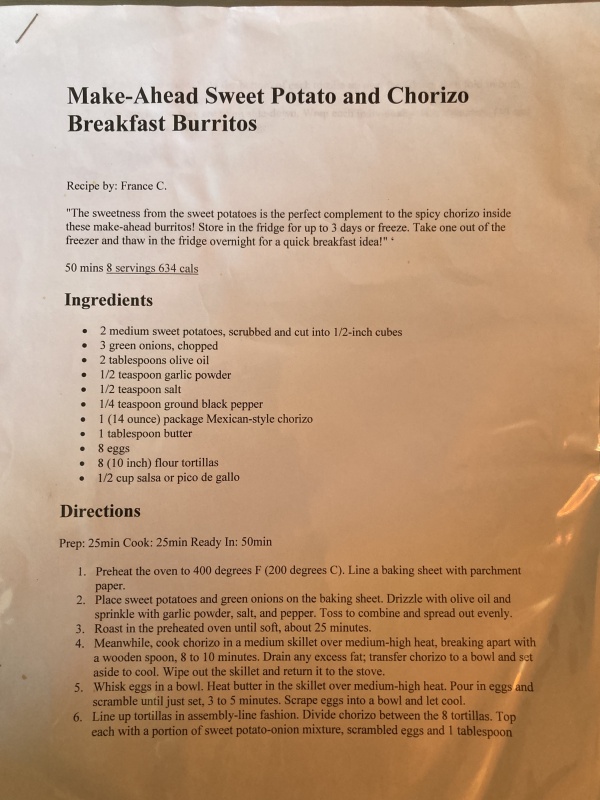 Make-Ahead Sweet Potato and Chorizo
Breakfast Burritos
Recipe by: France C.
"The sweetness from the sweet potatoes is the perfect complement to the spicy chorizo inside
these make-ahead burritos! Store in the fridge for up to 3 days or freeze. Take one out of the
freezer and thaw in the fridge overnight for a quick breakfast idea!"
50 mins 8 servings 634 cals
Ingredients
• 2 medium sweet potatoes, scrubbed and cut into 1/2-inch cubes
• 3 green onions, chopped
• 2 tablespoons olive oil
• 1/2 teaspoon garlic powder
• 1/2 teaspoon salt
• 1/4 teaspoon ground black pepper
• 1 (14 ounce) package Mexican-style chorizo
• 1 tablespoon butter
• 8 eggs
• 8 (10 inch) flour tortillas
• 1/2 cup salsa or pico de gallo
Directions
Prep: 25min Cook: 25min Ready In: 50min
1. Preheat the oven to 400 degrees F (200 degrees C). Line a baking sheet with parchment
paper.
2. Place sweet potatoes and green onions on the baking sheet. Drizzle with olive oil and
sprinkle with garlic powder, salt, and pepper. Toss to combine and spread out evenly.
3. Roast in the preheated oven until soft, about 25 minutes.
4. Meanwhile, cook chorizo in a medium skillet over medium-high heat, breaking apart with
a wooden spoon, 8 to 10 minutes. Drain any excess fat; transfer chorizo to a bowl and set
aside to cool. Wipe out the skillet and return it to the stove.
5. Whisk eggs in a bowl. Heat butter in the skillet over medium-high heat. Pour in eggs and
scramble until just set, 3 to 5 minutes. Scrape eggs into a bowl and let cool.
6. Line up tortillas in assembly-line fashion. Divide chorizo between the 8 tortillas. Top
each with a portion of sweet potato-onion mixture, scrambled eggs and 1 tablespoon